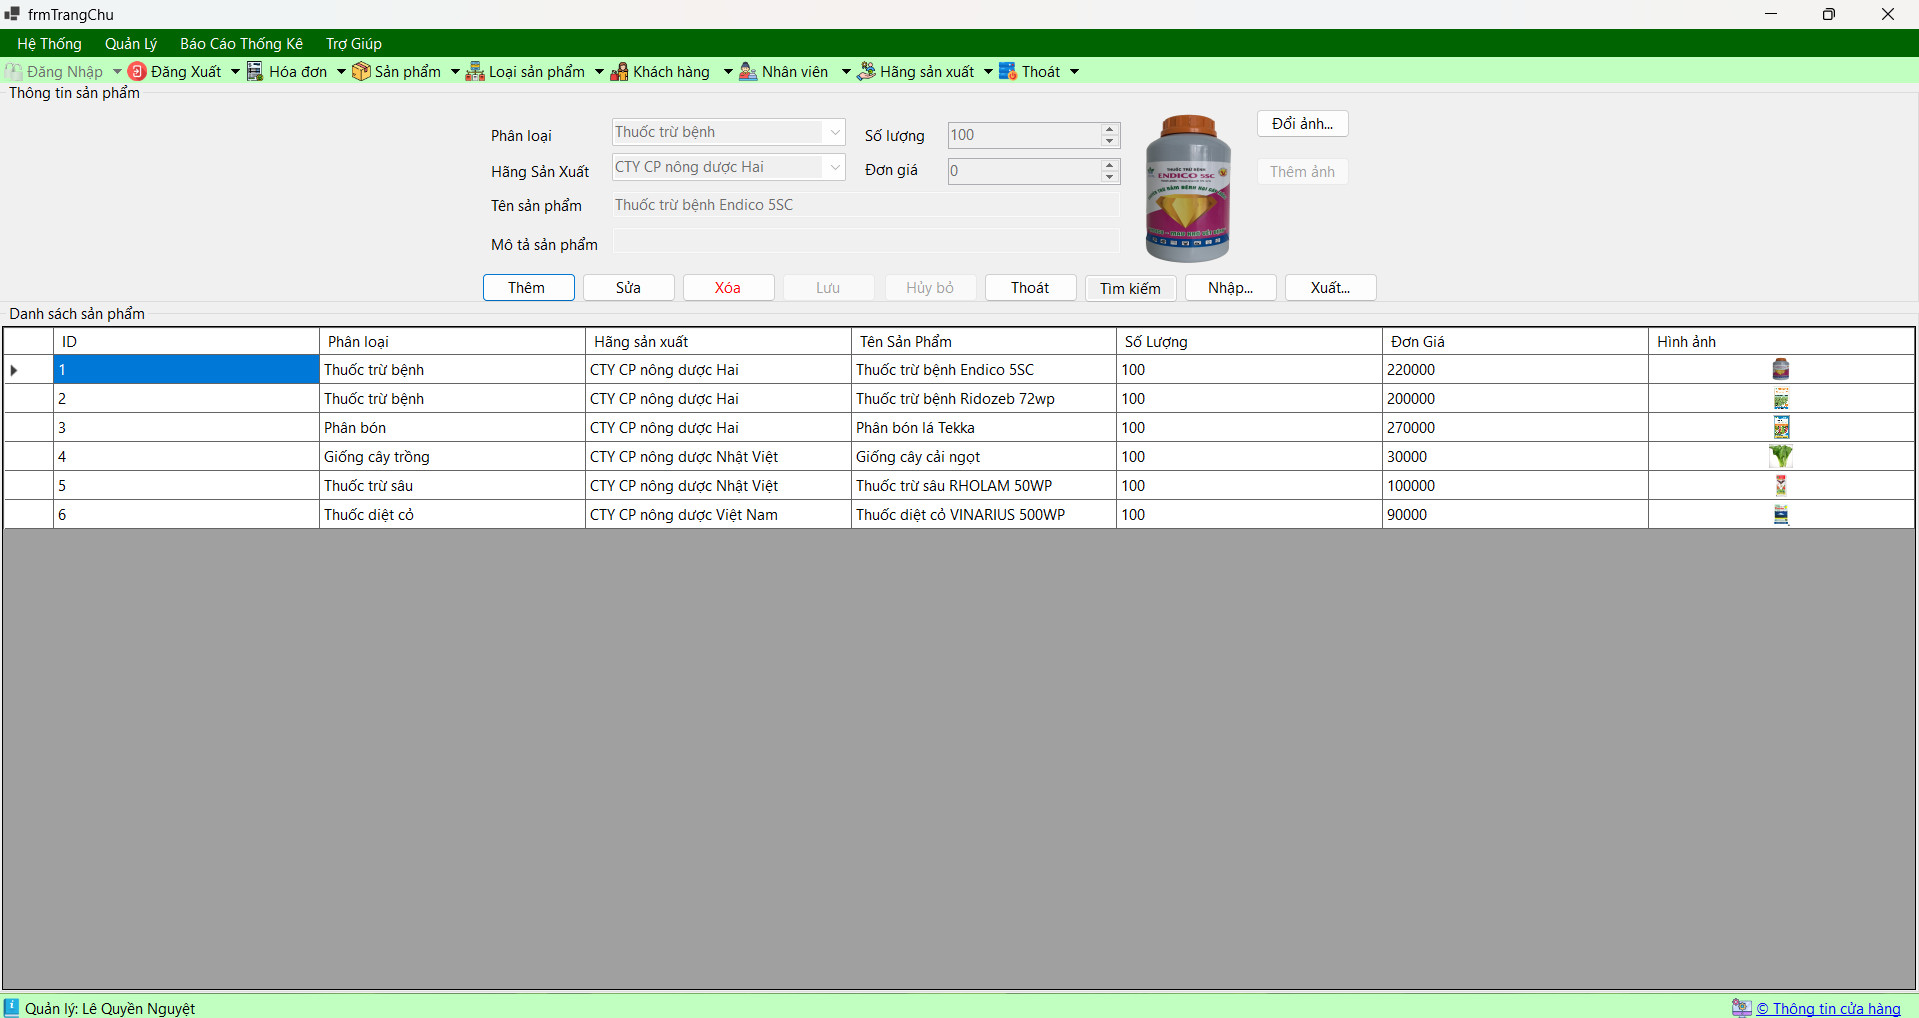 frmTrangChu
Hệ Thống Quản Lý Báo Cáo Thống Kê Trợ Giúp
Đăng Nhập Đăng Xuất Hóa đơn Sản phẩm Loại sản phẩm Khách hàng Nhân viên Hãng sản xuất Thoát
Thông tin sản phẩm
Phân loại Thuốc trừ bệnh Số lượng 100 Đổi ảnh...
Hãng Sản Xuất CTY CP nông dược Hai Đơn giá 0 Thêm ảnh
Tên sản phẩm Thuốc trừ bệnh Endico 5SC
Mô tả sản phẩm
THUỐC TRỪ BỆNH
ENDICO 5SC
Thêm Sửa Xóa Lưu Hủy bỏ Thoát Tìm kiếm Nhập... Xuất...
Danh sách sản phẩm
ID Phân loại Hãng sản xuất Tên Sản Phẩm Số Lượng Đơn Giá Hình ảnh
1 Thuốc trừ bệnh CTY CP nông dược Hai Thuốc trừ bệnh Endico 5SC 100 220000
2 Thuốc trừ bệnh CTY CP nông dược Hai Thuốc trừ bệnh Ridozeb 72wp 100 200000
3 Phân bón CTY CP nông dược Hai Phân bón lá Tekka 100 270000
4 Giống cây trồng CTY CP nông dược Nhật Việt Giống cây cải ngọt 100 30000
5 Thuốc trừ sâu CTY CP nông dược Nhật Việt Thuốc trừ sâu RHOLAM 50WP 100 100000
6 Thuốc diệt cỏ CTY CP nông dược Việt Nam Thuốc diệt cỏ VINARIUS 500WP 100 90000
Quản lý: Lê Quyền Nguyệt © Thông tin cửa hàng